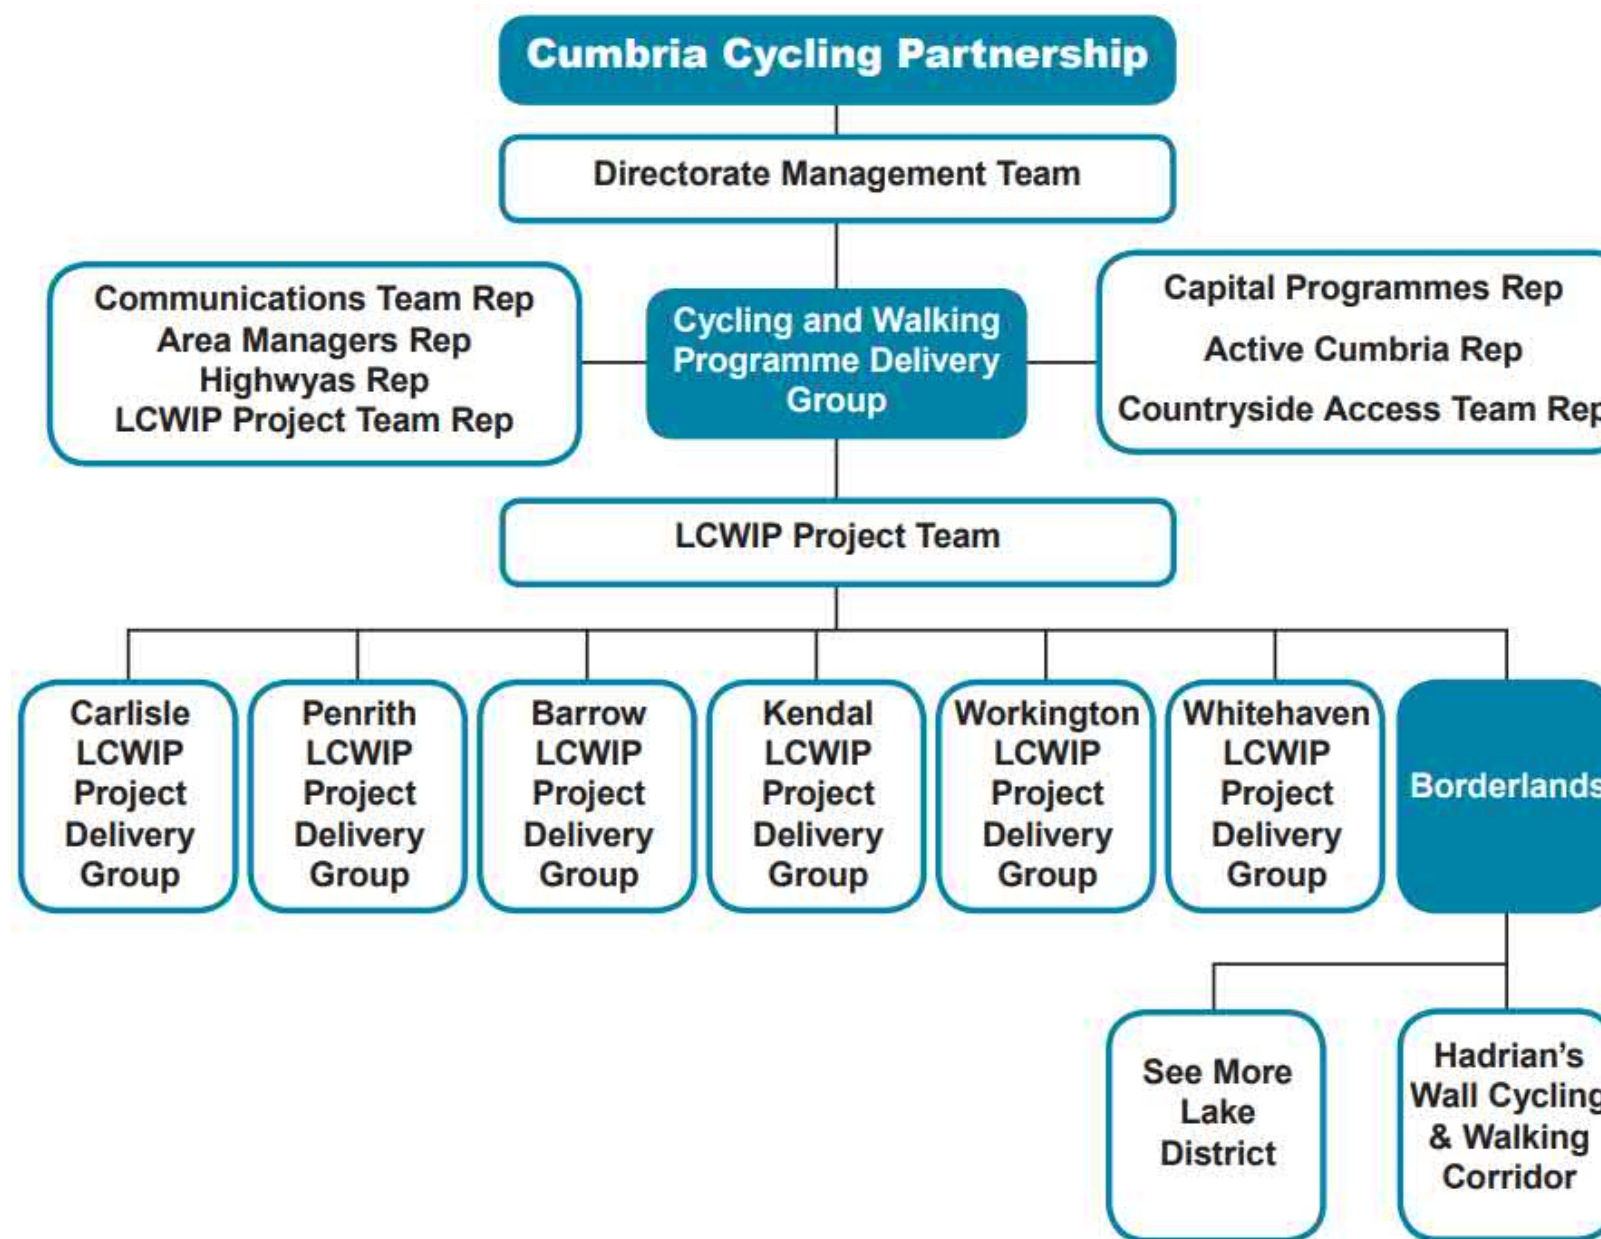 Cumbria Cycling Partnership
Directorate Management Team
Communications Team Rep
Area Managers Rep
Highwyas Rep
LCWIP Project Team Rep
Cycling and Walking
Programme Delivery
Group
Capital Programmes Rep
Active Cumbria Rep
Countryside Access Team Rep
LCWIP Project Team
Carlisle
LCWIP
Project
Delivery
Group
Penrith
LCWIP
Project
Delivery
Group
Barrow
LCWIP
Project
Delivery
Group
Kendal
LCWIP
Project
Delivery
Group
Workington
LCWIP
Project
Delivery
Group
Whitehaven
LCWIP
Project
Delivery
Group
Borderlands
See More
Lake
District
Hadrian’s
Wall Cycling
& Walking
Corridor